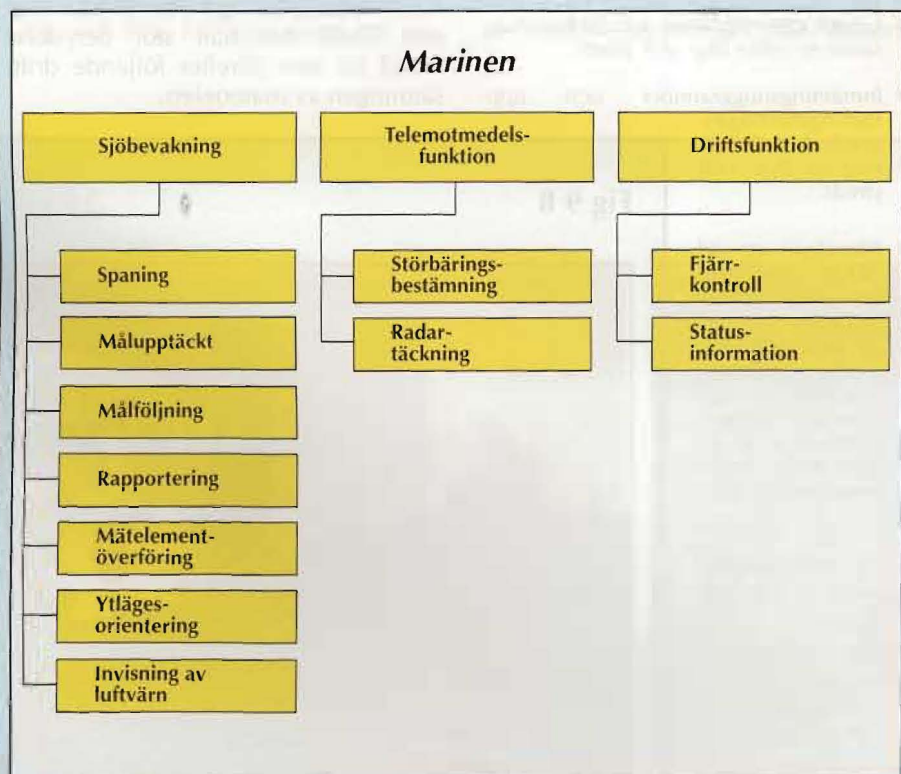 Marinen
Sjöbevakning
Spaning
Målupptäckt
Målföljning
Rapportering
Mätelement-
överföring
Ytläges-
orientering
Invisning av
luftvärn
Telemotmedels-
funktion
Störbärings-
bestämning
Radar-
täckning
Driftsfunktion
Fjärr-
kontroll
Status-
information